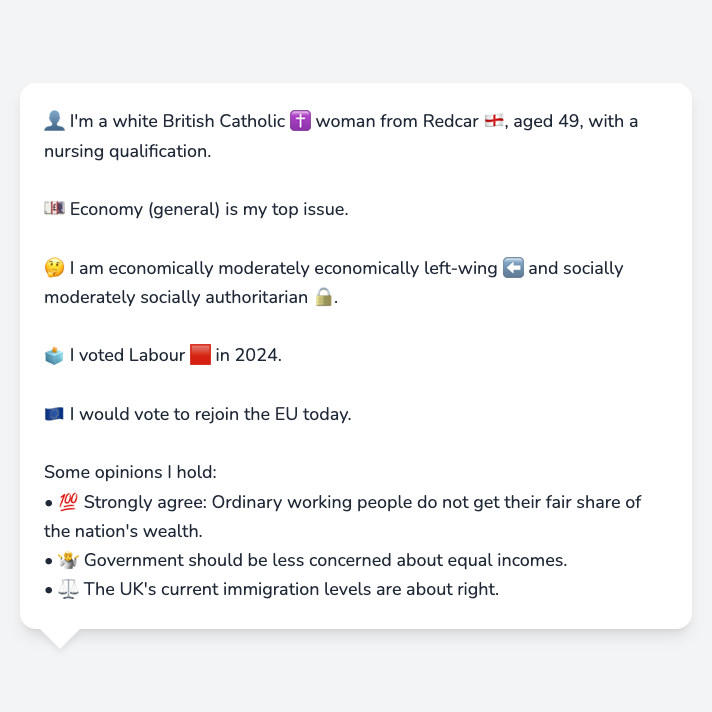 👤 I'm a white British Catholic ✝️ woman from Redcar 🏴󠁧󠁢󠁥󠁮󠁧󠁿, aged 49, with a
nursing qualification.
💷 Economy (general) is my top issue.
🤔 I am economically moderately economically left-wing ⬅️ and socially
moderately socially authoritarian 🔒.
🗳️ I voted Labour 🟥 in 2024.
🇪🇺 I would vote to rejoin the EU today.
Some opinions I hold:
• 💯 Strongly agree: Ordinary working people do not get their fair share of
the nation's wealth.
• 🤷 Government should be less concerned about equal incomes.
• ⚖️ The UK's current immigration levels are about right.